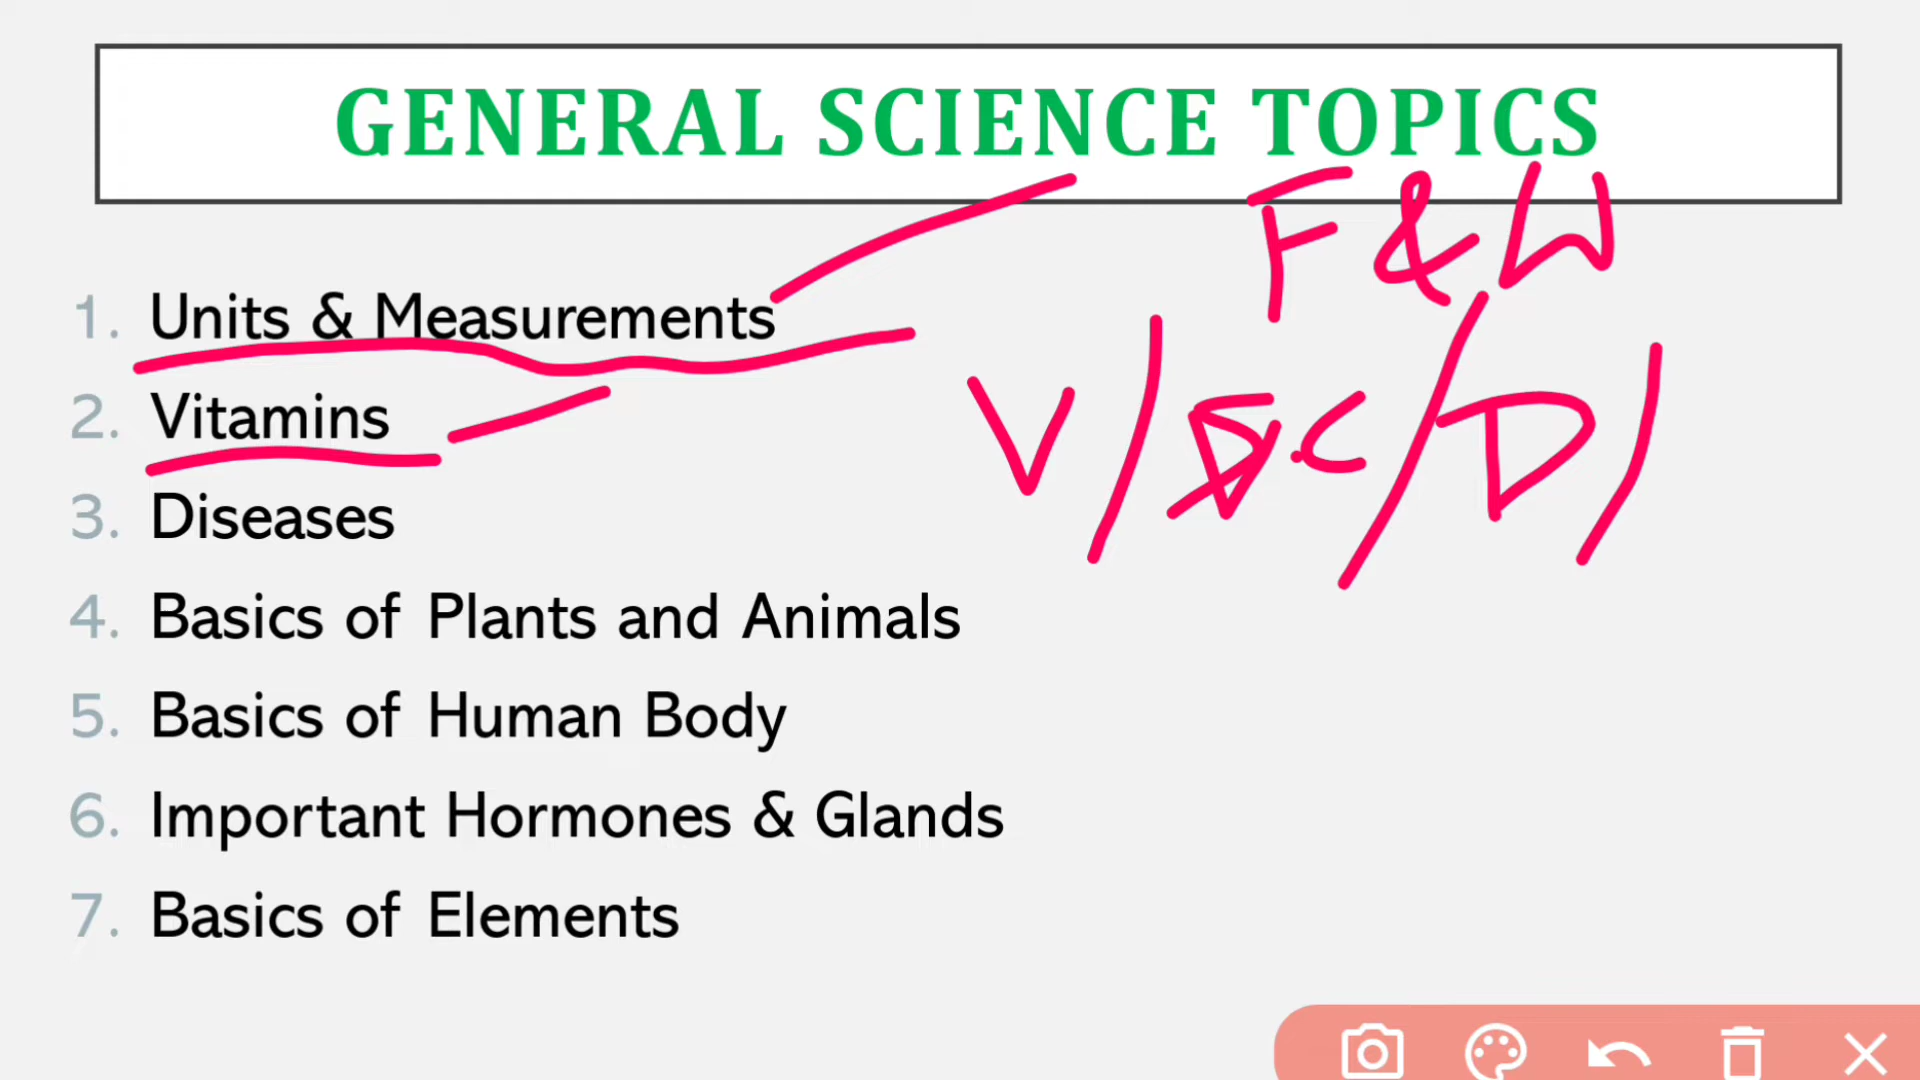 GENERAL SCIENCE TOPICS
F & W
1. Units & Measurements
V / S.C / D /
2. Vitamins
3. Diseases
4. Basics of Plants and Animals
5. Basics of Human Body
6. Important Hormones & Glands
7. Basics of Elements